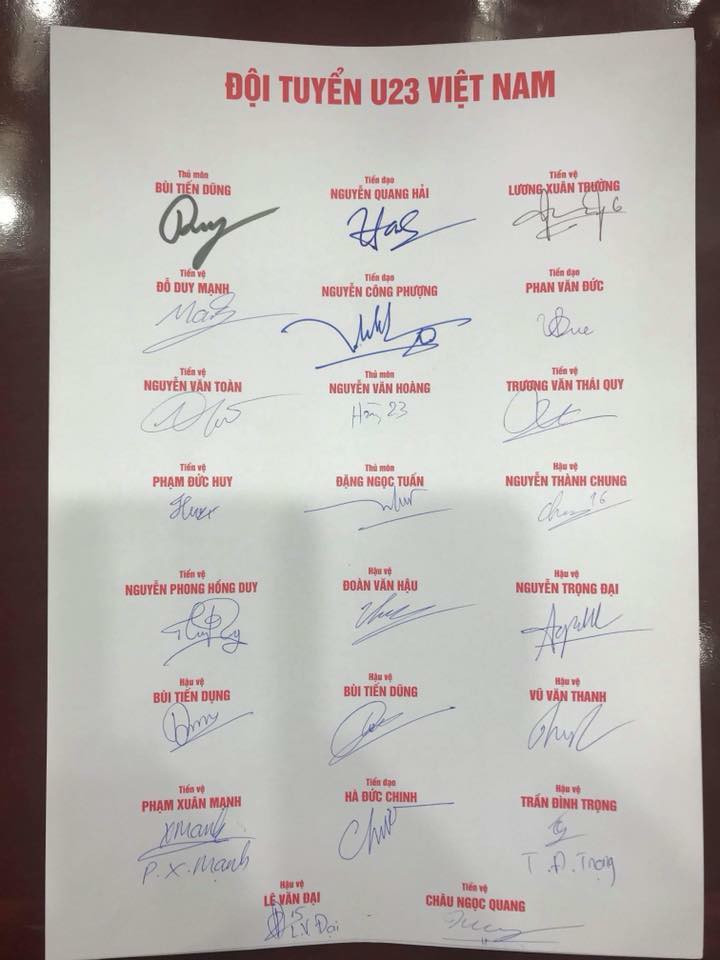 ĐỘI TUYỂN U23 VIỆT NAM
Thủ môn
BÙI TIẾN DŨNG
Tiền đạo
NGUYỄN QUANG HẢI
Tiền vệ
LƯƠNG XUÂN TRƯỜNG
6
Tiền vệ
ĐỖ DUY MẠNH
Tiền đạo
NGUYỄN CÔNG PHƯỢNG
Tiền đạo
PHAN VĂN ĐỨC
Tiền vệ
NGUYỄN VĂN TOÀN
Thủ môn
NGUYỄN VĂN HOÀNG
23
Tiền vệ
TRƯƠNG VĂN THÁI QUY
Tiền vệ
PHẠM ĐỨC HUY
Thủ môn
ĐẶNG NGỌC TUẤN
Hậu vệ
NGUYỄN THÀNH CHUNG
16
Tiền vệ
NGUYỄN PHONG HỒNG DUY
Hậu vệ
ĐOÀN VĂN HẬU
Hậu vệ
NGUYỄN TRỌNG ĐẠI
Hậu vệ
BÙI TIẾN DỤNG
Hậu vệ
BÙI TIẾN DŨNG
Hậu vệ
VŨ VĂN THANH
Tiền vệ
PHẠM XUÂN MẠNH
XManh
P.X.Mạnh
Tiền đạo
HÀ ĐỨC CHINH
Hậu vệ
TRẦN ĐÌNH TRỌNG
T.Đ.Trọng
Hậu vệ
LÊ VĂN ĐẠI
15
L.V.Đại
Tiền vệ
CHÂU NGỌC QUANG